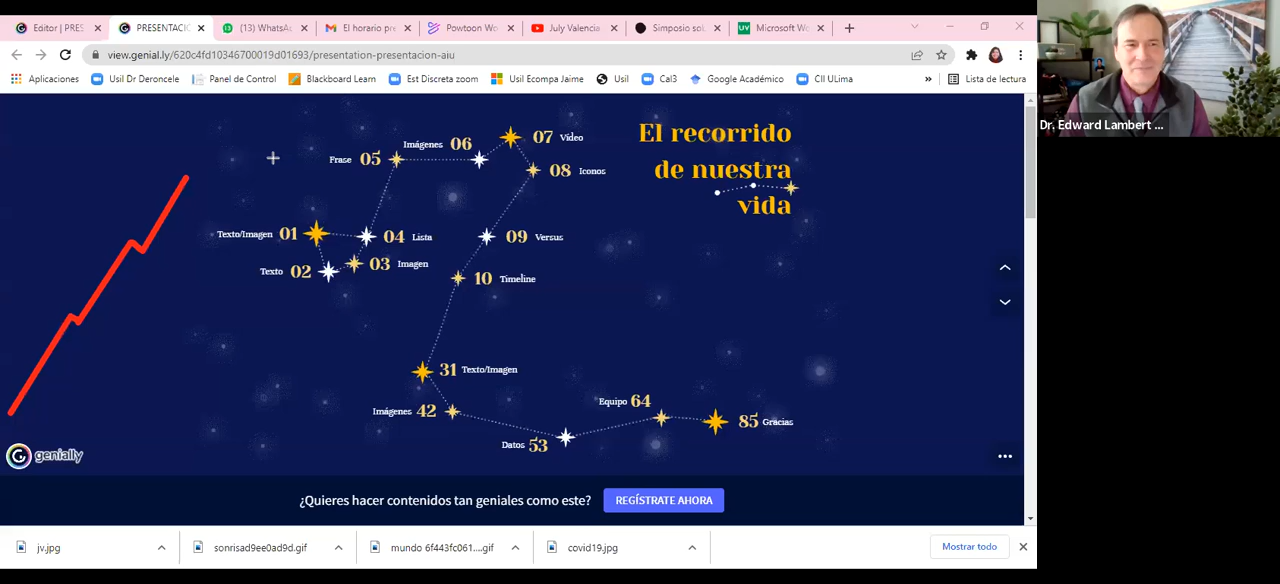 Editor | PRES
PRESENTACI
(13) WhatsA
El horario pre
Powtoon Wo
July Valencia
Simposio sob
Microsoft We
view.genial.ly/620c4fd10346700019d01693/presentation-presentacion-aiu
Aplicaciones
Usil Dr Deroncele
Panel de Control
Blackboard Learn
Est Discreta zoom
Usil Ecompa Jaime
Usil
Cal3
Google Académico
CII ULima
»
Lista de lectura
Dr. Edward Lambert ...
El recorrido
de nuestra
vida
Imágenes 06
07 Vídeo
Frase 05
08 Iconos
Texto/Imagen 01
04 Lista
09 Versus
Texto 02
03 Imagen
10 Timeline
31 Texto/Imagen
Imágenes 42
Equipo 64
85 Gracias
Datos 53
genially
¿Quieres hacer contenidos tan geniales como este?
REGÍSTRATE AHORA
jv.jpg
sonrisad9ee0ad9d.gif
mundo 6f443fc061....gif
covid19.jpg
Mostrar todo